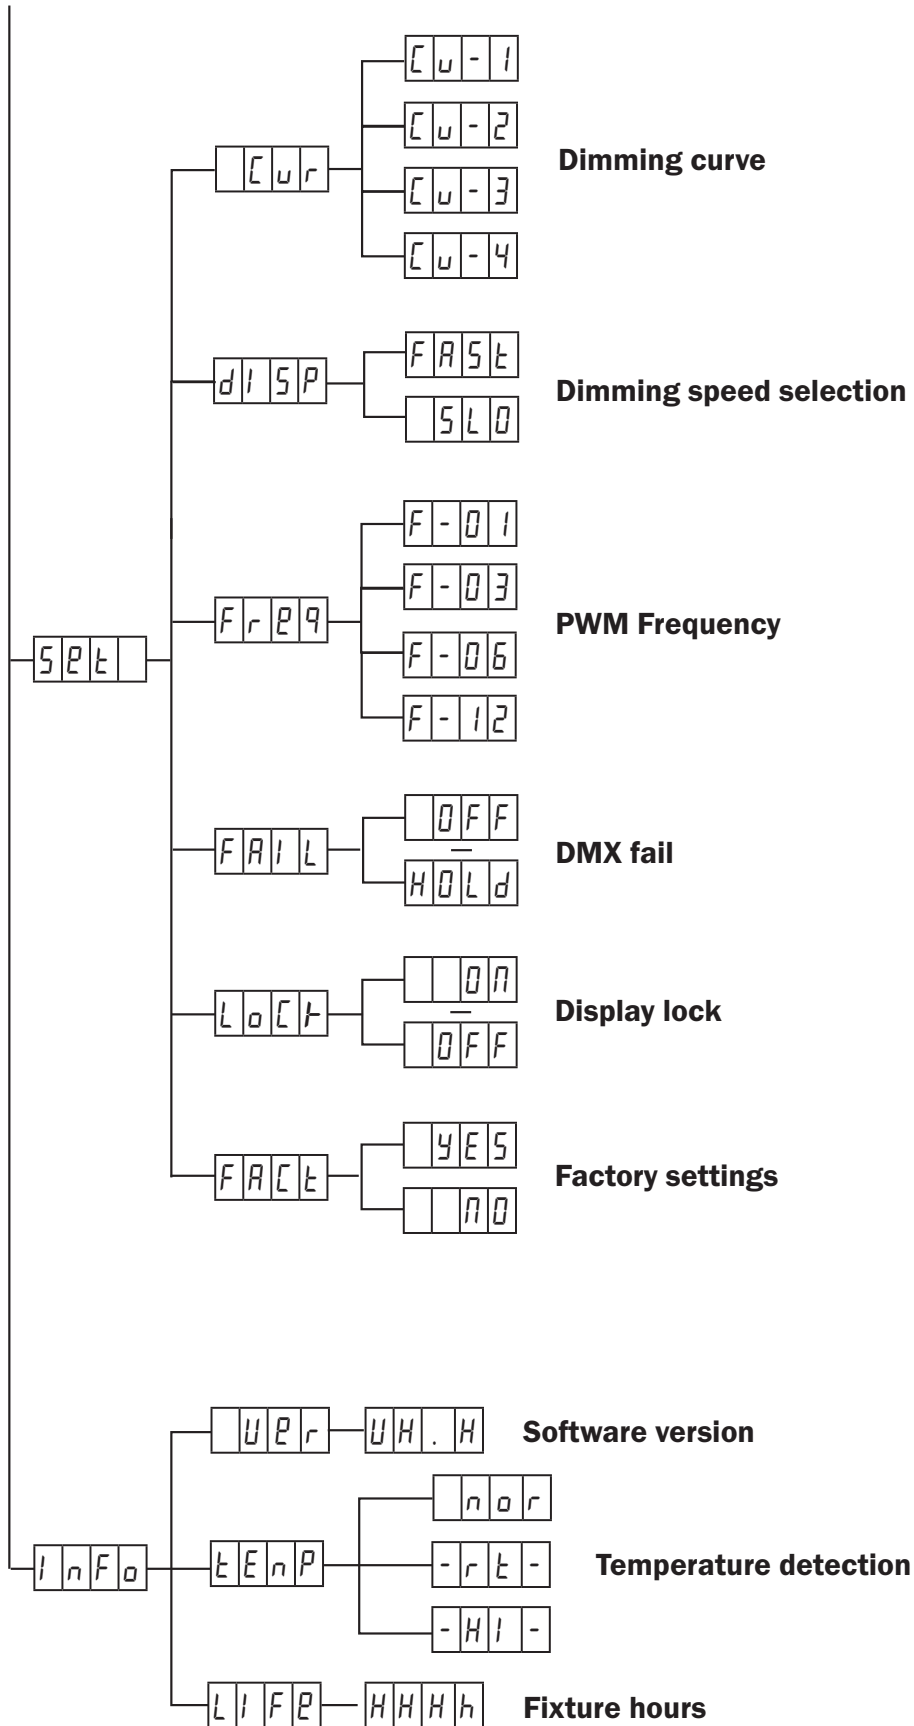 Cu-1
Cu-2
Cur
Dimming curve
Cu-3
Cu-4
FASt
dISP
Dimming speed selection
SLO
F-01
F-03
Freq
PWM Frequency
Set
F-06
F-12
OFF
FAIL
DMX fail
HOLd
ON
LoCk
Display lock
OFF
YES
FACt
Factory settings
NO
Ver
VH.H
Software version
nor
InFo
tEnP
-rt-
Temperature detection
-HI-
LIFe
HHHh
Fixture hours